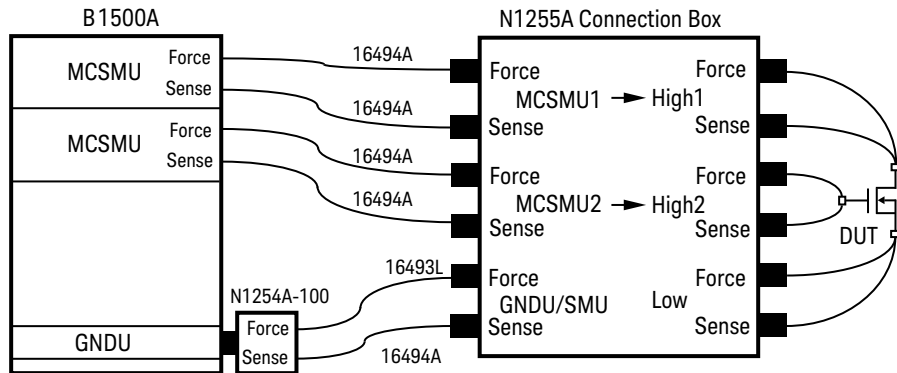 B1500A
N1255A Connection Box
MCSMU
Force
Sense
MCSMU
Force
Sense
GNDU
16494A
16494A
16494A
16494A
N1254A-100
Force
Sense
16493L
16494A
Force
MCSMU1
High1
Force
Sense
Sense
Force
MCSMU2
High2
Force
Sense
Sense
Force
GNDU/SMU
Low
Force
Sense
Sense
DUT